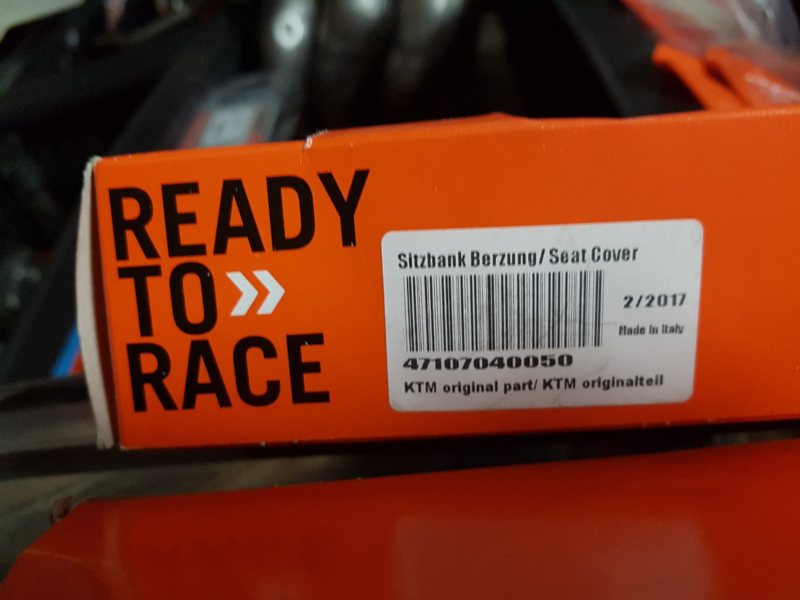 READY
TO »
RACE
Sitzbank Berzung/ Seat Cover
2/2017
Made in Italy
47107040050
KTM original part/ KTM originalteil